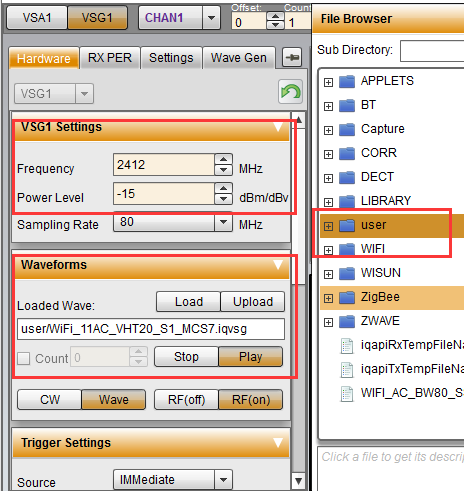 VSA1 VSG1 CHAN1 Offset: 0 Count 1
Hardware RX PER Settings Wave Gen
VSG1
VSG1 Settings
Frequency 2412 MHz
Power Level -15 dBm/dBv
Sampling Rate 80 MHz
Waveforms
Loaded Wave: Load Upload
user/WiFi_11AC_VHT20_S1_MCS7.iqvsg
Count 0 Stop Play
CW Wave RF(off) RF(on)
Trigger Settings
Source IMMediate
File Browser
Sub Directory:
APPLETS
BT
Capture
CORR
DECT
LIBRARY
user
WIFI
WISUN
ZigBee
ZWAVE
iqapiRxTempFileNa
iqapiTxTempFileNa
WIFI_AC_BW80_S
Click a file to get its descrip